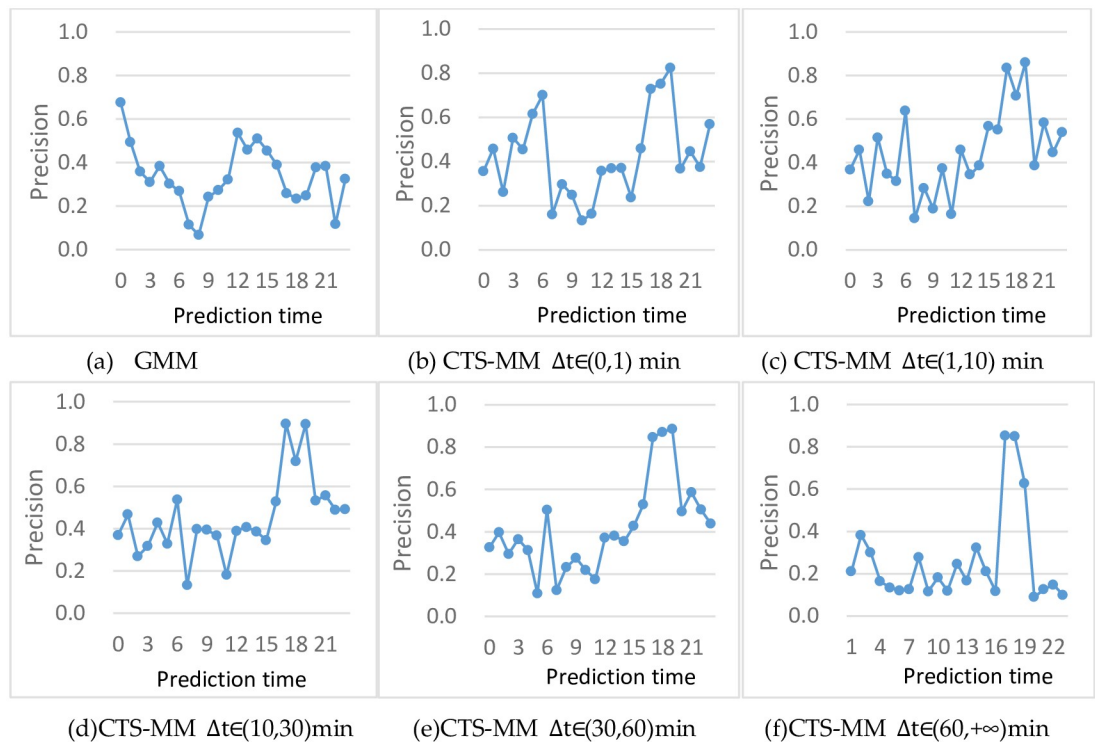 1.0
0.8
0.6
0.4
0.2
0.0
Precision
0 3 6 9 12 15 18 21
Prediction time
(a) GMM
1.0
0.8
0.6
0.4
0.2
0.0
Precision
0 3 6 9 12 15 18 21
Prediction time
(b) CTS-MM Δt∈(0,1) min
1.0
0.8
0.6
0.4
0.2
0.0
Precision
0 3 6 9 12 15 18 21
Prediction time
(c) CTS-MM Δt∈(1,10) min
1.0
0.8
0.6
0.4
0.2
0.0
Precision
0 3 6 9 12 15 18 21
Prediction time
(d)CTS-MM Δt∈(10,30)min
1.0
0.8
0.6
0.4
0.2
0.0
Precision
0 3 6 9 12 15 18 21
Prediction time
(e)CTS-MM Δt∈(30,60)min
1.0
0.8
0.6
0.4
0.2
0.0
Precision
1 4 7 10 13 16 19 22
Prediction time
(f)CTS-MM Δt∈(60,+∞)min